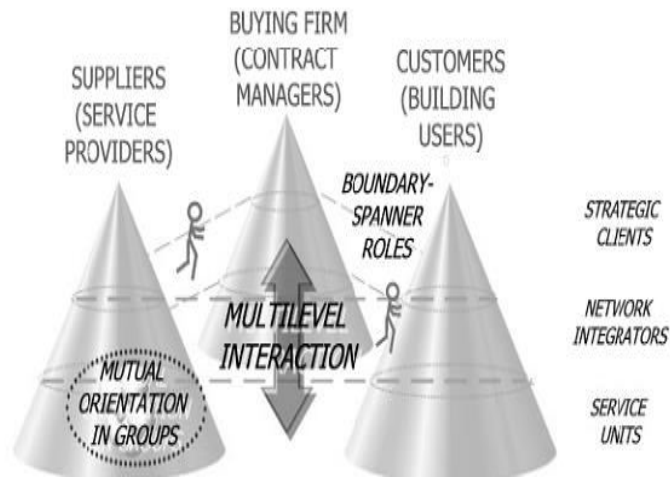 BUYING FIRM
(CONTRACT
MANAGERS)
SUPPLIERS
(SERVICE
PROVIDERS)
CUSTOMERS
(BUILDING
USERS)
BOUNDARY-
SPANNER
ROLES
STRATEGIC
CLIENTS
MULTILEVEL
INTERACTION
NETWORK
INTEGRATORS
MUTUAL
ORIENTATION
IN GROUPS
SERVICE
UNITS